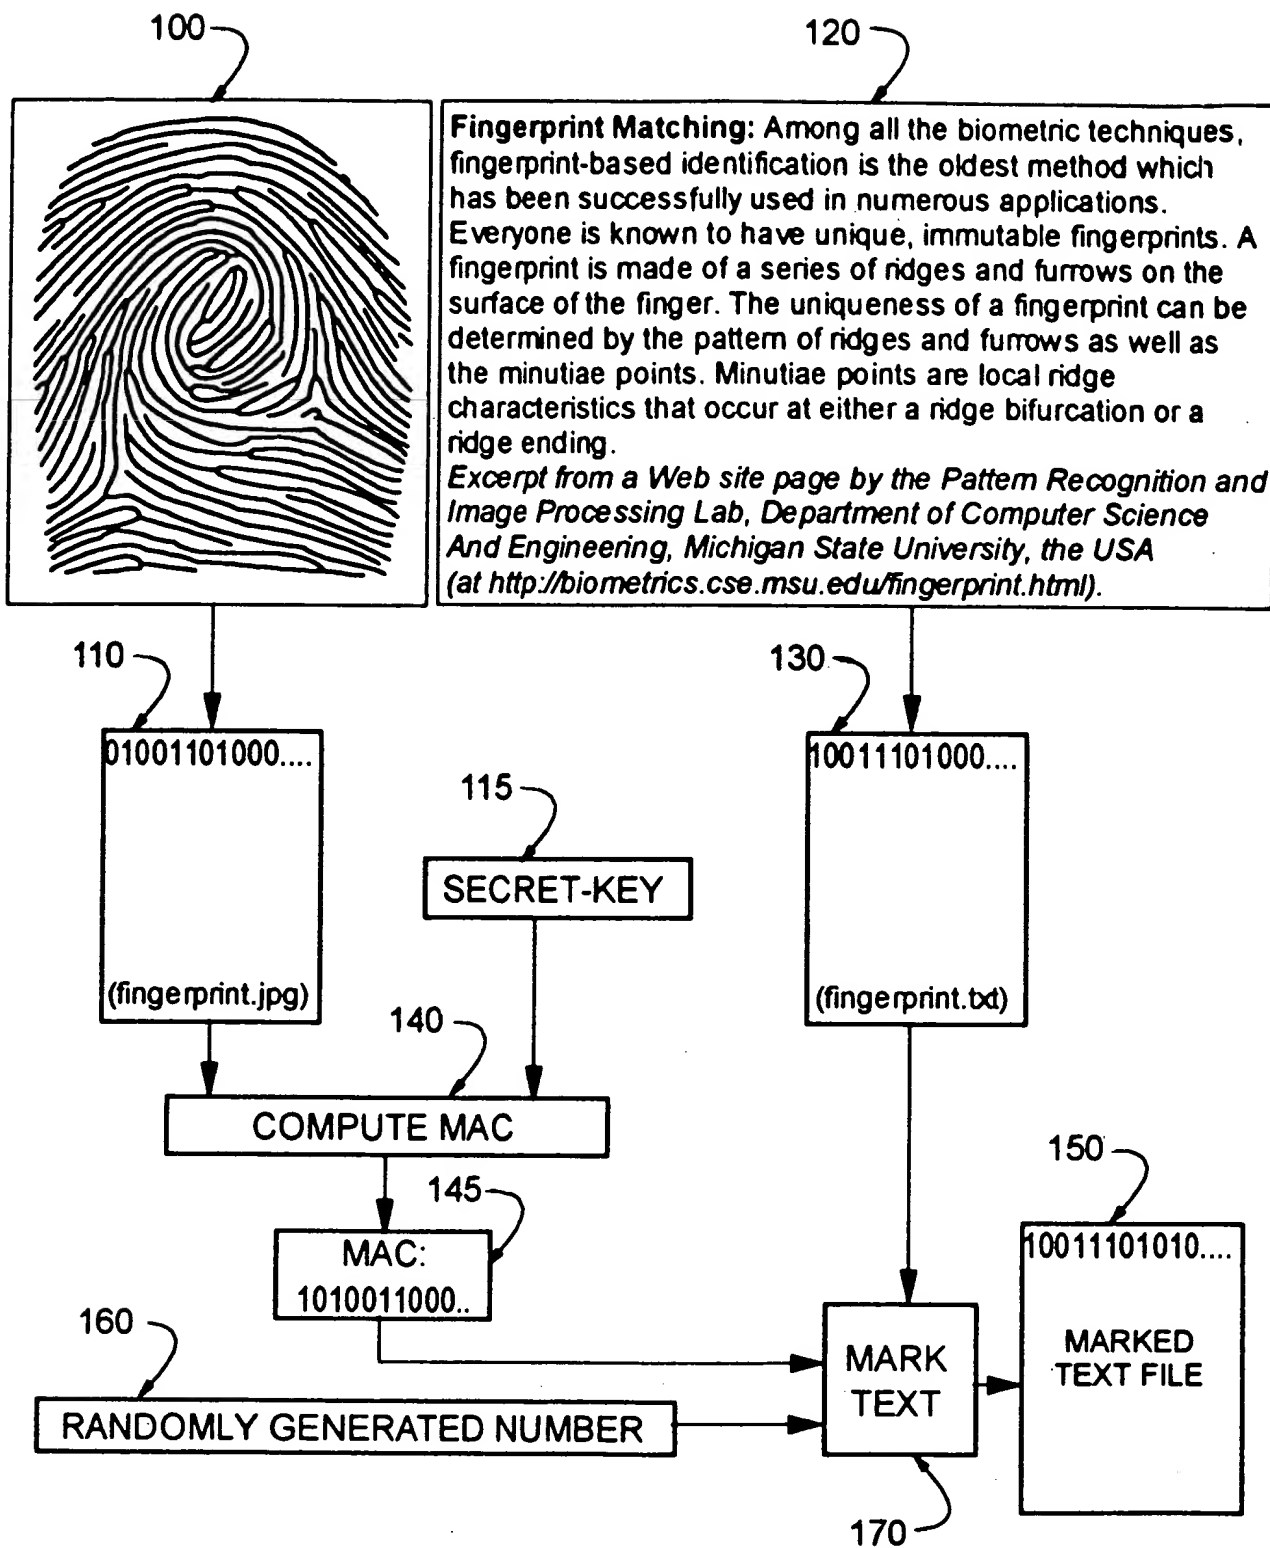 100
120
Fingerprint Matching: Among all the biometric techniques,
fingerprint-based identification is the oldest method which
has been successfully used in numerous applications.
Everyone is known to have unique, immutable fingerprints. A
fingerprint is made of a series of ridges and furrows on the
surface of the finger. The uniqueness of a fingerprint can be
determined by the pattern of ridges and furrows as well as
the minutiae points. Minutiae points are local ridge
characteristics that occur at either a ridge bifurcation or a
ridge ending.
Excerpt from a Web site page by the Pattern Recognition and
Image Processing Lab, Department of Computer Science
And Engineering, Michigan State University, the USA
(at http://biometrics.cse.msu.edu/fingerprint.html).
110
130
01001101000....
10011101000....
115
SECRET-KEY
(fingerprint.jpg)
(fingerprint.txt)
140
COMPUTE MAC
150
145
10011101010....
MAC:
1010011000..
160
MARKED
TEXT FILE
MARK
TEXT
RANDOMLY GENERATED NUMBER
170